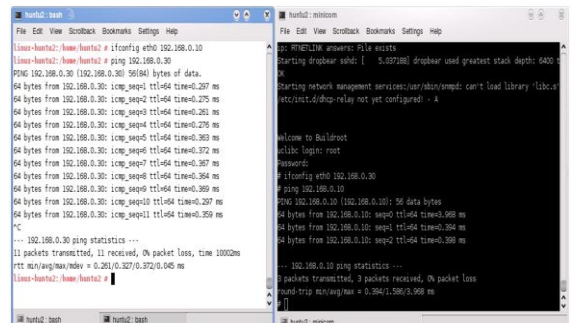 huntu2 : bash
File Edit View Scrollback Bookmarks Settings Help
linux-huntu2:/home/huntu2 # ifconfig eth0 192.168.0.10
linux-huntu2:/home/huntu2 # ping 192.168.0.30
PING 192.168.0.30 (192.168.0.30) 56(84) bytes of data.
64 bytes from 192.168.0.30: icmp_seq=1 ttl=64 time=0.297 ms
64 bytes from 192.168.0.30: icmp_seq=2 ttl=64 time=0.275 ms
64 bytes from 192.168.0.30: icmp_seq=3 ttl=64 time=0.261 ms
64 bytes from 192.168.0.30: icmp_seq=4 ttl=64 time=0.276 ms
64 bytes from 192.168.0.30: icmp_seq=5 ttl=64 time=0.363 ms
64 bytes from 192.168.0.30: icmp_seq=6 ttl=64 time=0.372 ms
64 bytes from 192.168.0.30: icmp_seq=7 ttl=64 time=0.367 ms
64 bytes from 192.168.0.30: icmp_seq=8 ttl=64 time=0.364 ms
64 bytes from 192.168.0.30: icmp_seq=9 ttl=64 time=0.369 ms
64 bytes from 192.168.0.30: icmp_seq=10 ttl=64 time=0.297 ms
64 bytes from 192.168.0.30: icmp_seq=11 ttl=64 time=0.359 ms
^C
--- 192.168.0.30 ping statistics ---
11 packets transmitted, 11 received, 0% packet loss, time 10002ms
rtt min/avg/max/mdev = 0.261/0.327/0.372/0.045 ms
linux-huntu2:/home/huntu2 #
huntu2 : bash
huntu2 : bash
huntu2 : minicom
File Edit View Scrollback Bookmarks Settings Help
ip: RTNETLINK answers: File exists
Starting dropbear sshd: [ 5.037188] dropbear used greatest stack depth: 6400 t
OK
Starting network management services:/usr/sbin/snmpd: can't load library 'libc.s'
/etc/init.d/dhcp-relay not yet configured! - A
Welcome to Buildroot
uclibc login: root
Password:
# ifconfig eth0 192.168.0.30
# ping 192.168.0.10
PING 192.168.0.10 (192.168.0.10): 56 data bytes
64 bytes from 192.168.0.10: seq=0 ttl=64 time=3.968 ms
64 bytes from 192.168.0.10: seq=1 ttl=64 time=0.394 ms
64 bytes from 192.168.0.10: seq=2 ttl=64 time=0.398 ms
--- 192.168.0.10 ping statistics ---
3 packets transmitted, 3 packets received, 0% packet loss
round-trip min/avg/max = 0.394/1.586/3.968 ms
#
huntu2 : minicom